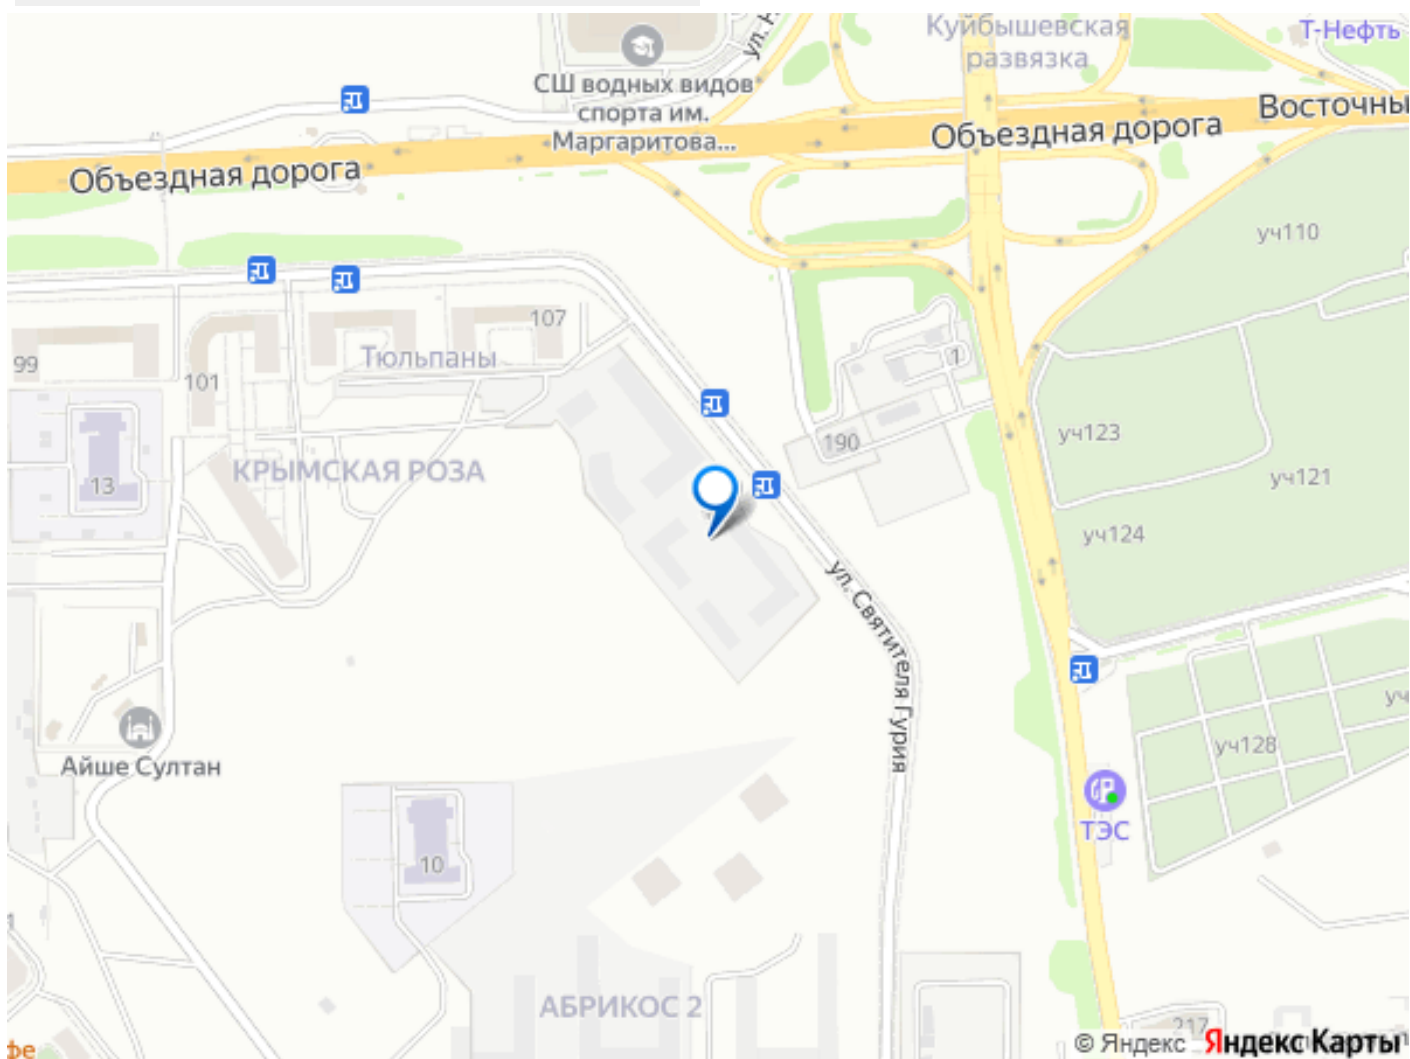 Куйбышевская
развязка
Т-Нефть
СШ водных видов
спорта им.
Маргаритова...
Объездная дорога
Восточны
Объездная дорога
уч110
107
Тюльпаны
99
101
1
190
уч123
КРЫМСКАЯ РОЗА
13
уч121
уч124
ул. Святителя Гурия
Айше Султан
уч128
уч
ТЭС
10
АБРИКОС 2
217
фе
© Яндекс Яндекс Карты